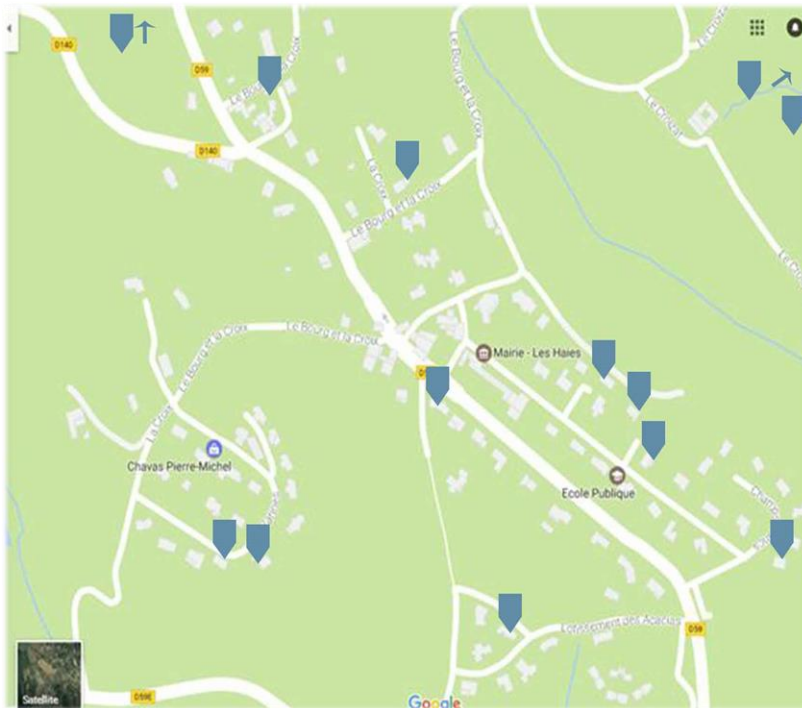 D140
D59
D140
Le Bourg et la Croix
La Croix
Le Bourg et la Croix
Le Bourg et la Croix
Le Crozat
Le Bourg et la Croix
Le Bourg et la Croix
La Croix
Mairie - Les Haies
Chavas Pierre-Michel
Ecole Publique
Lotissement des Acacias
D59
D59E
Satellite
Google